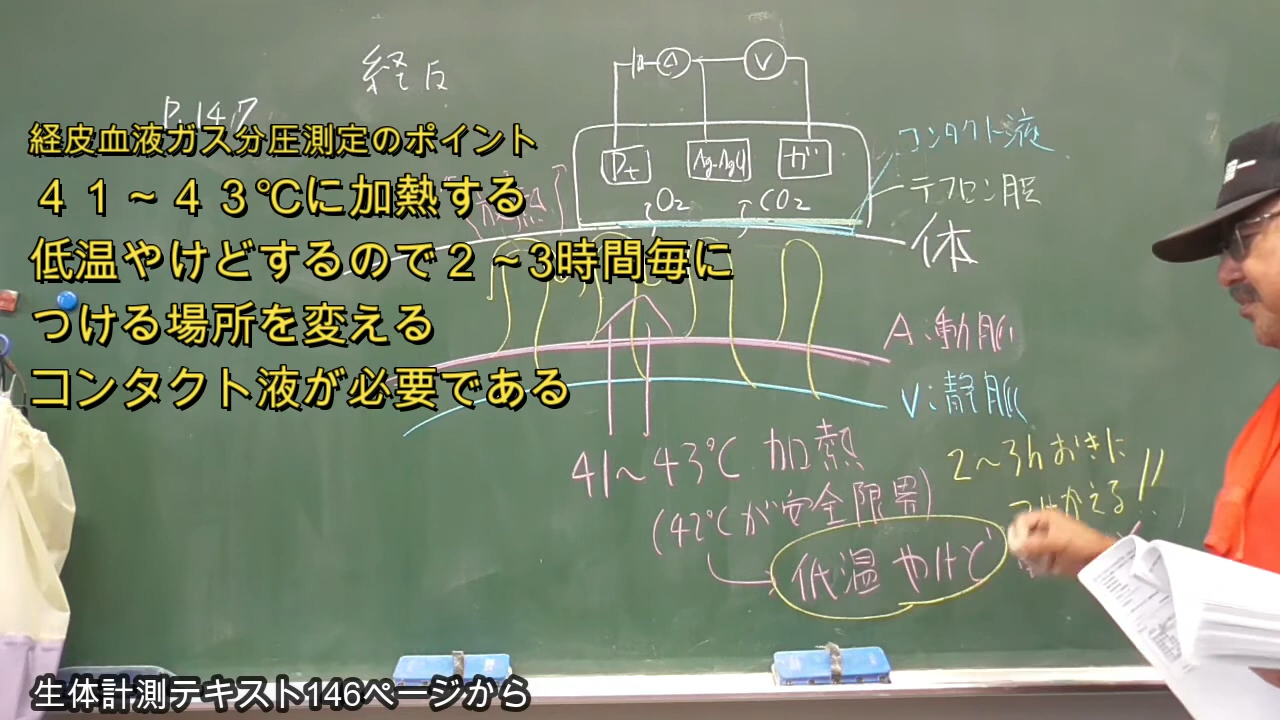 経皮
P.147
経皮血液ガス分圧測定のポイント
41~43℃に加熱する
低温やけどするので2~3時間毎に
つける場所を変える
コンタクト液が必要である
A
V
Pt
Ag-AgCl
ガ
O₂
CO₂
コンタクト液
テフロン膜
体
A:動脈
V:静脈
41~43℃ 加熱
(42℃が安全限界)
低温やけど
2~3hおきに
つけかえる!!
生体計測テキスト146ページから